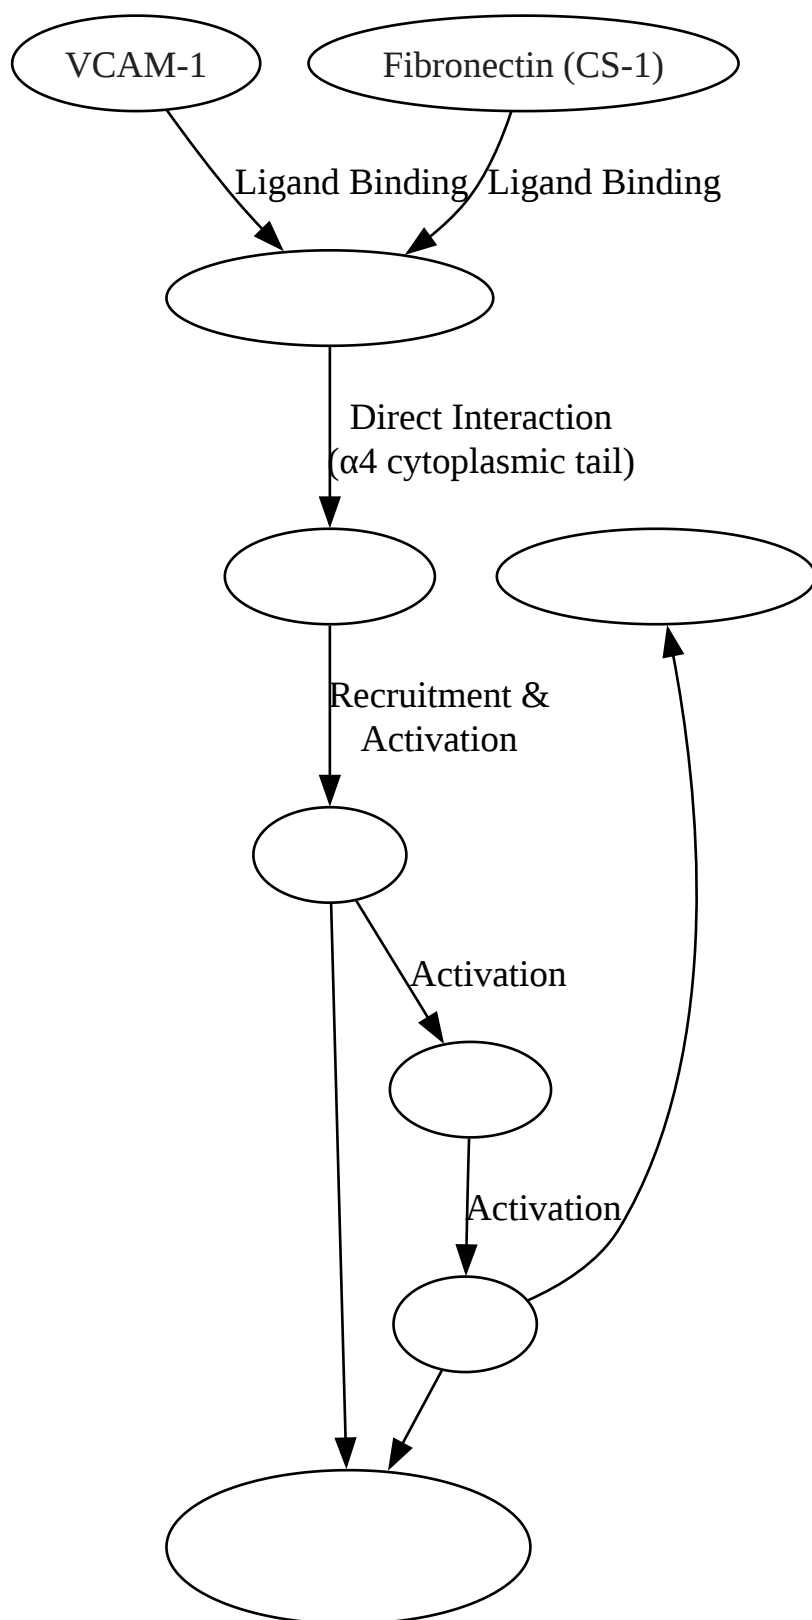 VCAM-1
Fibronectin (CS-1)
Ligand Binding
Ligand Binding
Direct Interaction
(α4 cytoplasmic tail)
Recruitment &
Activation
Activation
Activation